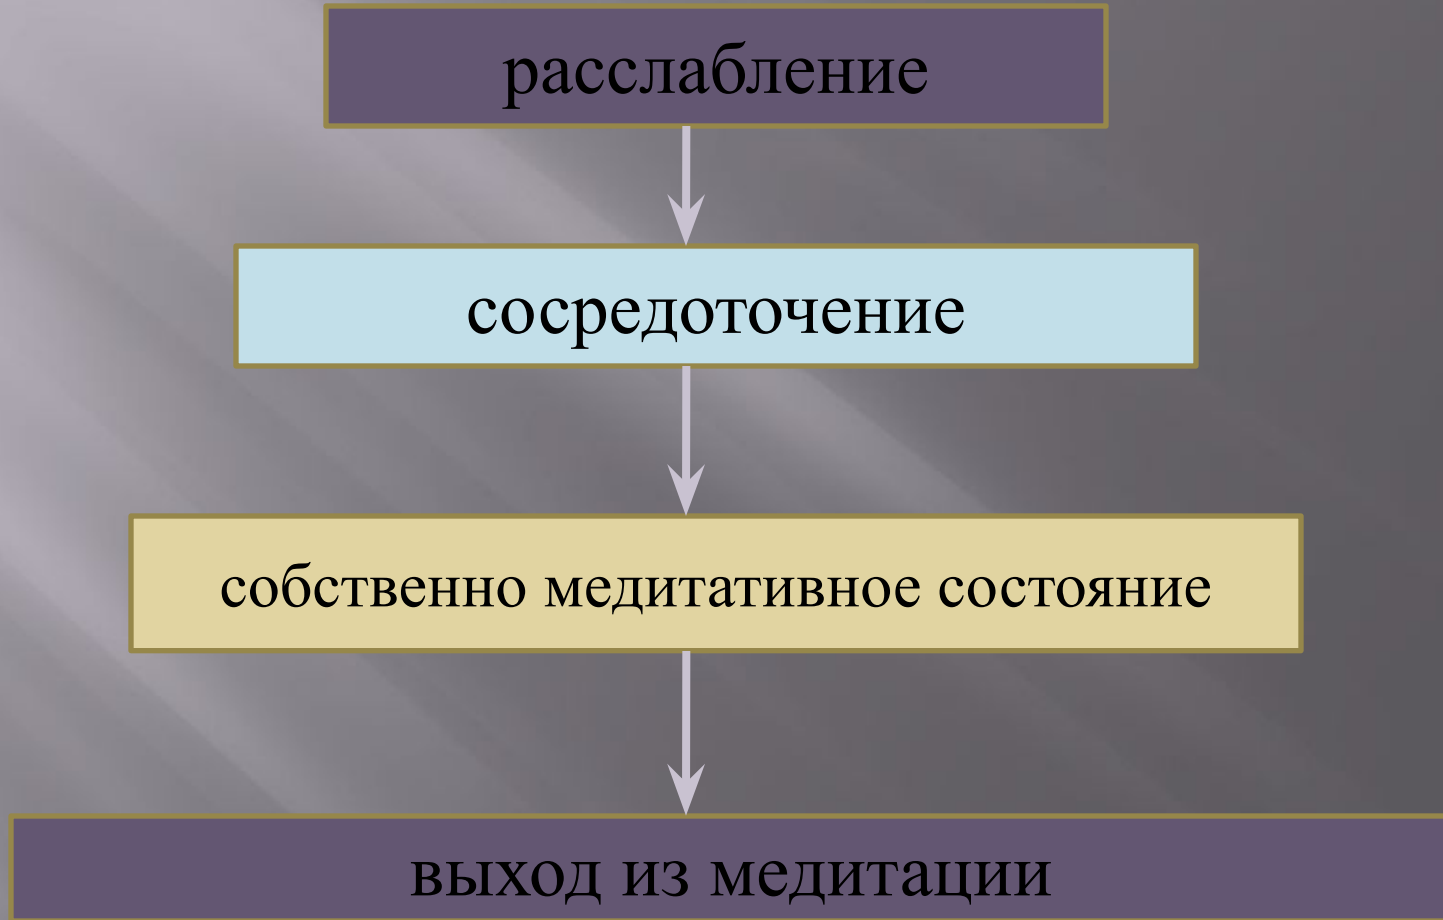 расслабление
сосредоточение
собственно медитативное состояние
выход из медитации